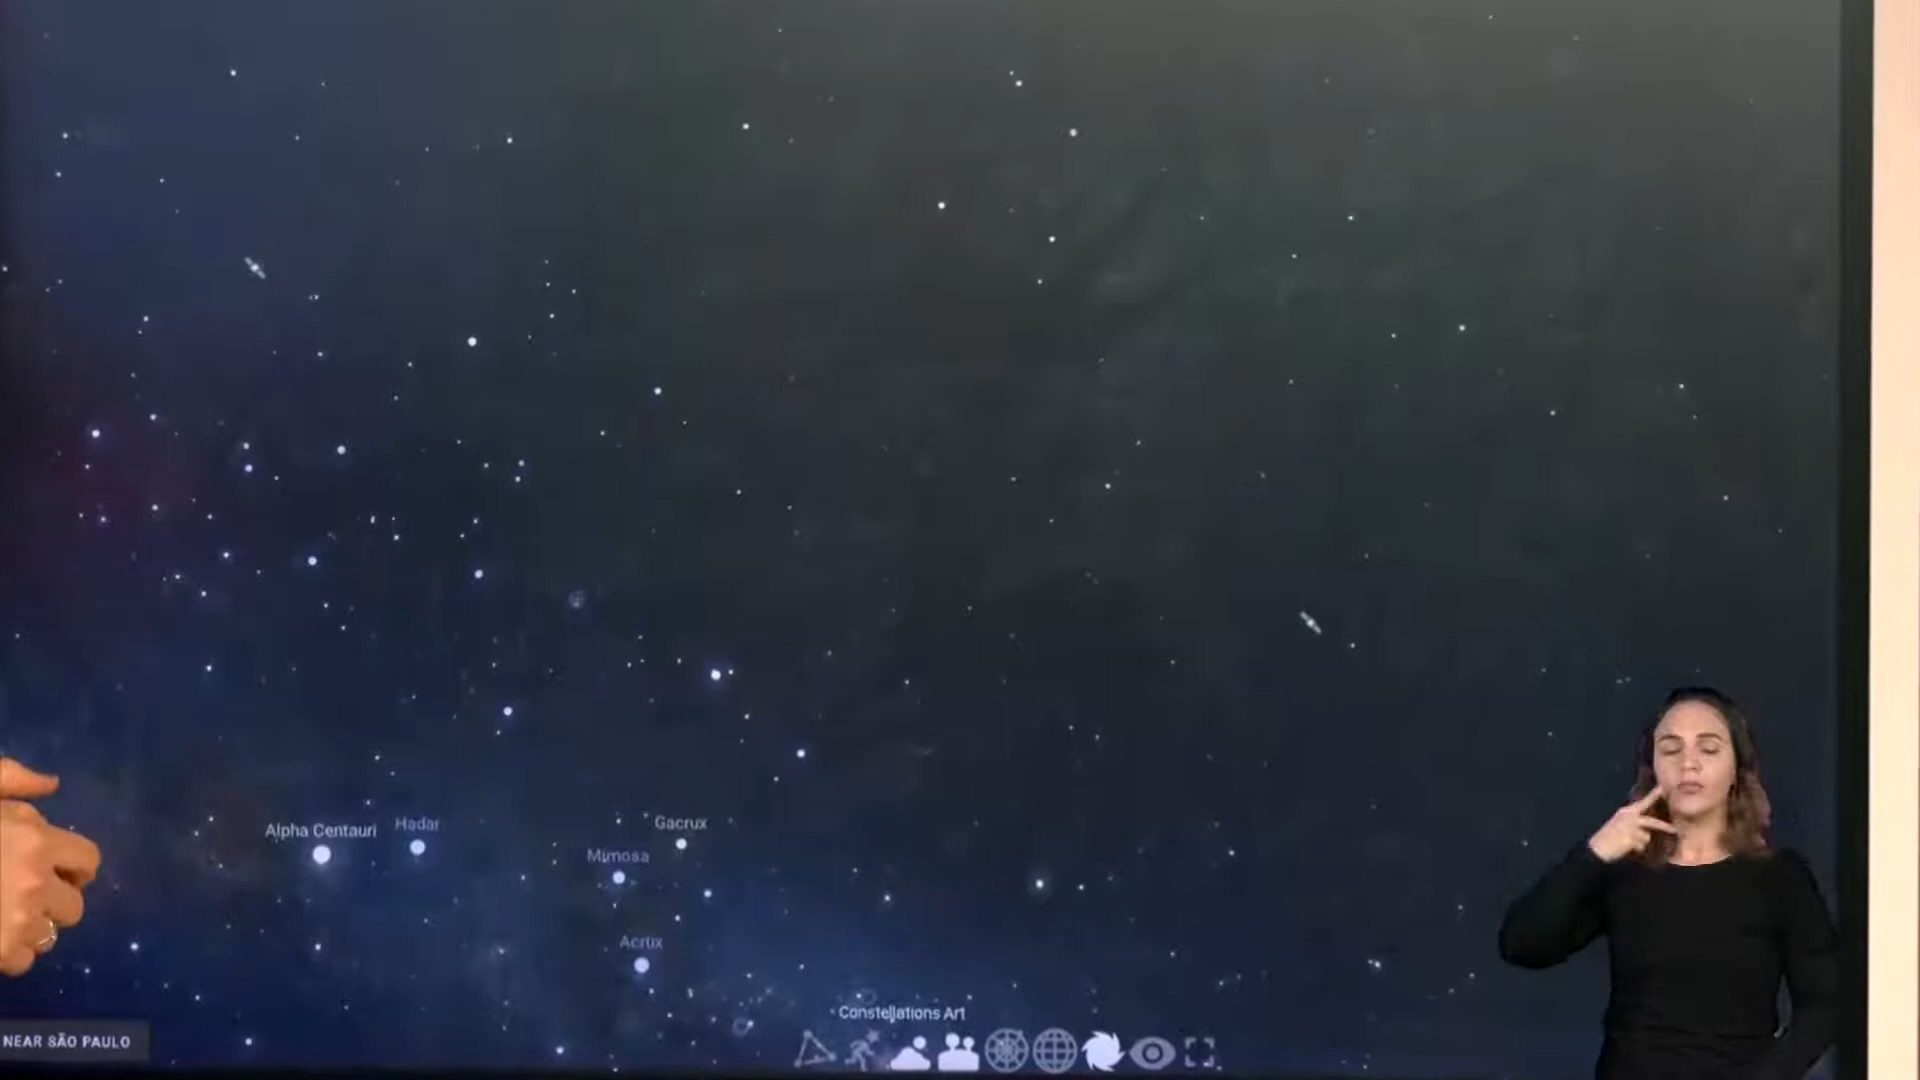 Alpha Centauri
Hadar
Gacrux
Mimosa
Acrux
Constellations Art
NEAR SÃO PAULO